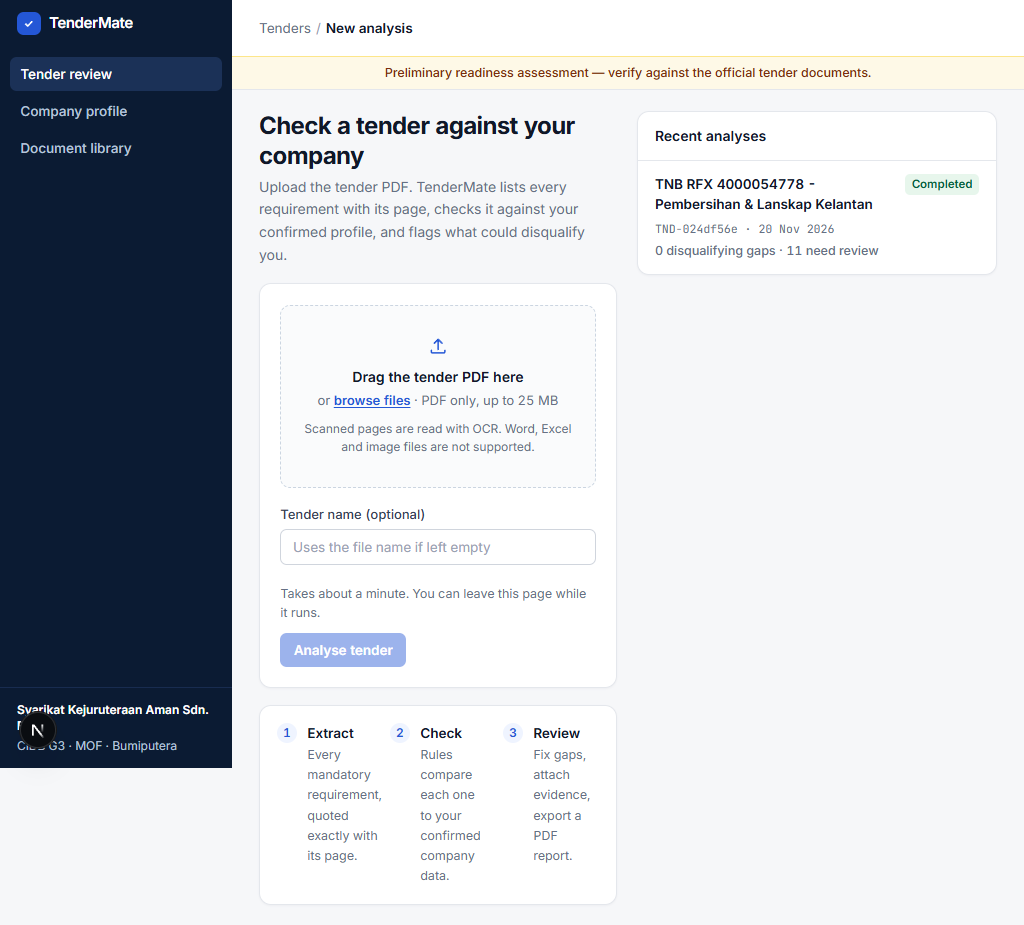 TenderMate
Tender review
Company profile
Document library
Syarikat Kejuruteraan Aman Sdn.
G3 · MOF · Bumiputera
Tenders / New analysis
Preliminary readiness assessment — verify against the official tender documents.
Check a tender against your
company
Upload the tender PDF. TenderMate lists every
requirement with its page, checks it against your
confirmed profile, and flags what could disqualify
you.
Drag the tender PDF here
or browse files · PDF only, up to 25 MB
Scanned pages are read with OCR. Word, Excel
and image files are not supported.
Tender name (optional)
Uses the file name if left empty
Takes about a minute. You can leave this page while
it runs.
Analyse tender
1 Extract
Every
mandatory
requirement,
quoted
exactly with
its page.
2 Check
Rules
compare
each one
to your
confirmed
company
data.
3 Review
Fix gaps,
attach
evidence,
export a
PDF
report.
Recent analyses
TNB RFX 4000054778 -
Pembersihan & Lanskap Kelantan
Completed
TND-024df56e · 20 Nov 2026
0 disqualifying gaps · 11 need review
N